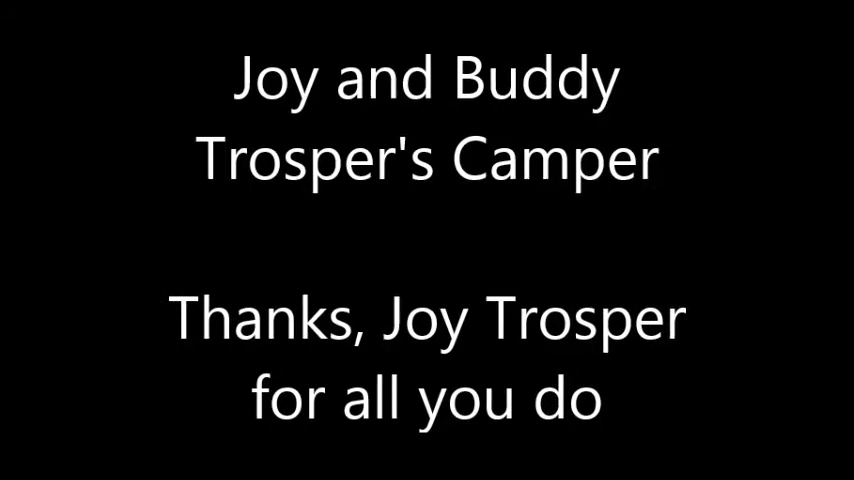 Joy and Buddy
Trosper's Camper
Thanks, Joy Trosper
for all you do